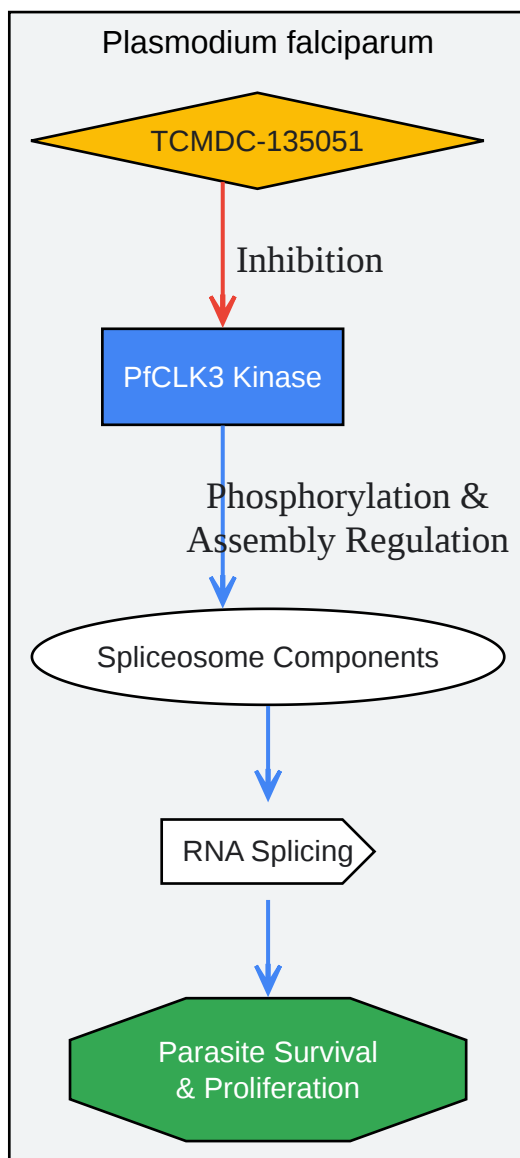 Plasmodium falciparum
TCMDC-135051
Inhibition
PfCLK3 Kinase
Phosphorylation &
Assembly Regulation
Spliceosome Components
RNA Splicing
Parasite Survival
& Proliferation